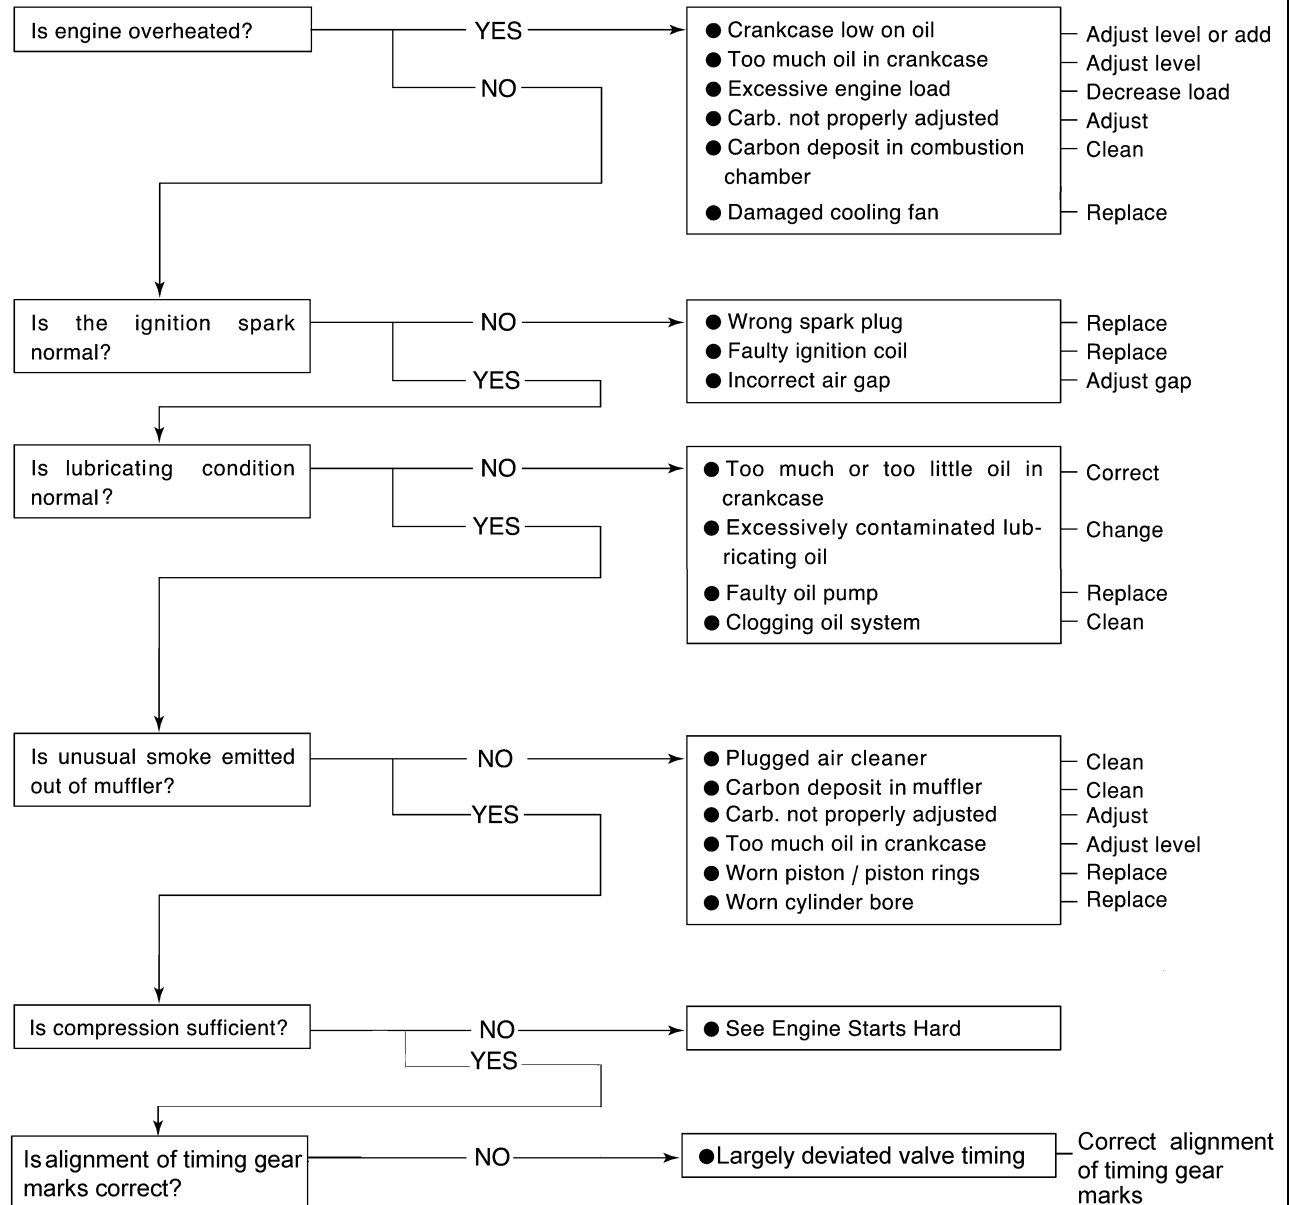 Is engine overheated?
YES
NO
● Crankcase low on oil
Adjust level or add
● Too much oil in crankcase
Adjust level
● Excessive engine load
Decrease load
● Carb. not properly adjusted
Adjust
● Carbon deposit in combustion
chamber
Clean
● Damaged cooling fan
Replace
Is the ignition spark
normal?
NO
YES
● Wrong spark plug
Replace
● Faulty ignition coil
Replace
● Incorrect air gap
Adjust gap
Is lubricating condition
normal?
NO
YES
● Too much or too little oil in
crankcase
Correct
● Excessively contaminated lub-
ricating oil
Change
● Faulty oil pump
Replace
● Clogging oil system
Clean
Is unusual smoke emitted
out of muffler?
NO
YES
● Plugged air cleaner
Clean
● Carbon deposit in muffler
Clean
● Carb. not properly adjusted
Adjust
● Too much oil in crankcase
Adjust level
● Worn piston / piston rings
Replace
● Worn cylinder bore
Replace
Is compression sufficient?
NO
YES
● See Engine Starts Hard
Is alignment of timing gear
marks correct?
NO
● Largely deviated valve timing
Correct alignment
of timing gear
marks